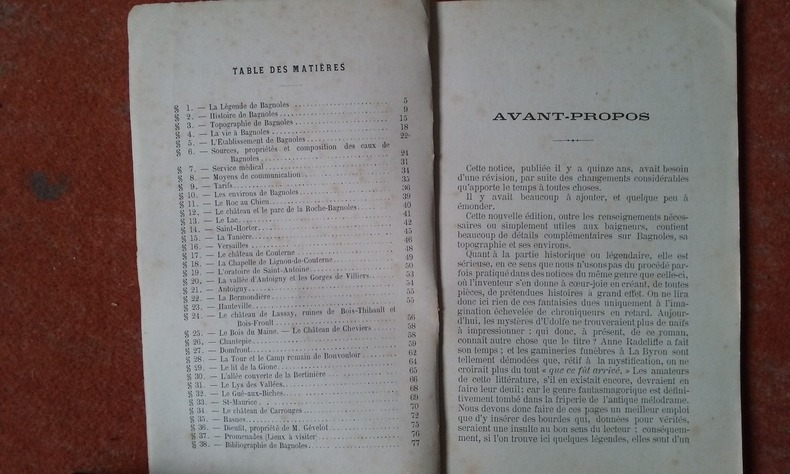 TABLE DES MATIÈRES
§ 1. — La Légende de Bagnoles 5
§ 2. — Histoire de Bagnoles 9
§ 3. — Topographie de Bagnoles 15
§ 4. — La vie à Bagnoles 18
§ 5. — L'Établissement de Bagnoles 22
§ 6. — Sources, propriétés et composition des eaux de
Bagnoles 24
§ 7. — Service médical 31
§ 8. — Moyens de communication 34
§ 9. — Tarifs 35
§ 10. — Les environs de Bagnoles 36
§ 11. — Le Roc au Chien 39
§ 12. — Le château et le parc de la Roche-Bagnoles 40
§ 13. — Le Lac 41
§ 14. — Saint-Horter 42
§ 15. — La Tanière 45
§ 16. — Versailles 46
§ 17. — Le château de Couterne 48
§ 18. — La Chapelle de Lignon-de-Couterne 49
§ 19. — L'oratoire de Saint-Antoine 50
§ 20. — La vallée d'Antoigny et les Gorges de Villiers 53
§ 21. — Antoigny 54
§ 22. — La Bermondière 55
§ 23. — Hauteville 55
§ 24. — Le château de Lassay, ruines de Bois-Thibault et
Bois-Froult 56
§ 25. — Le Bois du Maine. — Le Château de Cheviers 58
§ 26. — Chantepie 58
§ 27. — Domfront 59
§ 28. — La Tour et le Camp romain de Bouvouloir 62
§ 29. — Le lit de la Gione 64
§ 30. — L'allée couverte de la Bertinière 65
§ 31. — Le Lys des Vallées 66
§ 32. — Le Gué-aux-Biches 68
§ 33. — St-Maurice 69
§ 34. — Le château de Carrouges 70
§ 35. — Rasnes 72
§ 36. — Dieufit, propriété de M. Gévelot 75
§ 37. — Promenades (Lieux à visiter 76
§ 38. — Bibliographie de Bagnoles 77
AVANT-PROPOS
Cette notice, publiée il y a quinze ans, avait besoin
d'une révision, par suite des changements considérables
qu'apporte le temps à toutes choses.
Il y avait beaucoup à ajouter, et quelque peu à
émonder.
Cette nouvelle édition, outre les renseignements néces-
saires ou simplement utiles aux baigneurs, contient
beaucoup de détails complémentaires sur Bagnoles, sa
topographie et ses environs.
Quant à la partie historique ou légendaire, elle est
sérieuse, en ce sens que nous n'usons pas du procédé par-
fois pratiqué dans des notices du même genre que celles-ci,
où l'inventeur s'en donne à cœur-joie en créant, de toutes
pièces, de prétendues histoires à grand effet. On ne lira
donc ici rien de ces fantaisies dues uniquement à l'ima-
gination échevelée de chroniqueurs en retard. Aujour-
d'hui, les mystères d'Udolfe ne trouveraient plus de naïfs
à impressionner : qui donc, à présent, de ce roman,
connaît autre chose que le titre ? Anne Radcliffe a fait
son temps ; et les gamineries funèbres à La Byron sont
tellement démodées que, rétif à la mystification, on ne
croirait plus du tout « que ce fût arrivé. » Les amateurs
de cette littérature, s'il en existait encore, devraient en
faire leur deuil: car le genre fantasmagorique est défini-
tivement tombé dans la friperie de l'antique mélodrame.
Nous devons donc faire de ces pages un meilleur emploi
que d'y insérer des bourdes qui, données pour vérités,
seraient une insulte au bon sens du lecteur ; conséquem-
ment, si l'on trouve ici quelques légendes, elles sont d'un